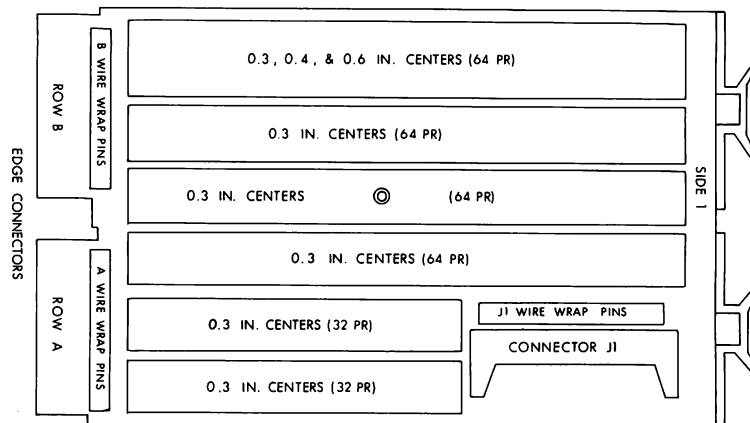 0.3, 0.4, & 0.6 IN. CENTERS (64 PR)
B WIRE WRAP PINS
ROW B
0.3 IN. CENTERS (64 PR)
EDGE CONNECTORS
SIDE 1
0.3 IN. CENTERS (64 PR)
0.3 IN. CENTERS (64 PR)
A WIRE WRAP PINS
ROW A
0.3 IN. CENTERS (32 PR)
J1 WIRE WRAP PINS
CONNECTOR J1
0.3 IN. CENTERS (32 PR)